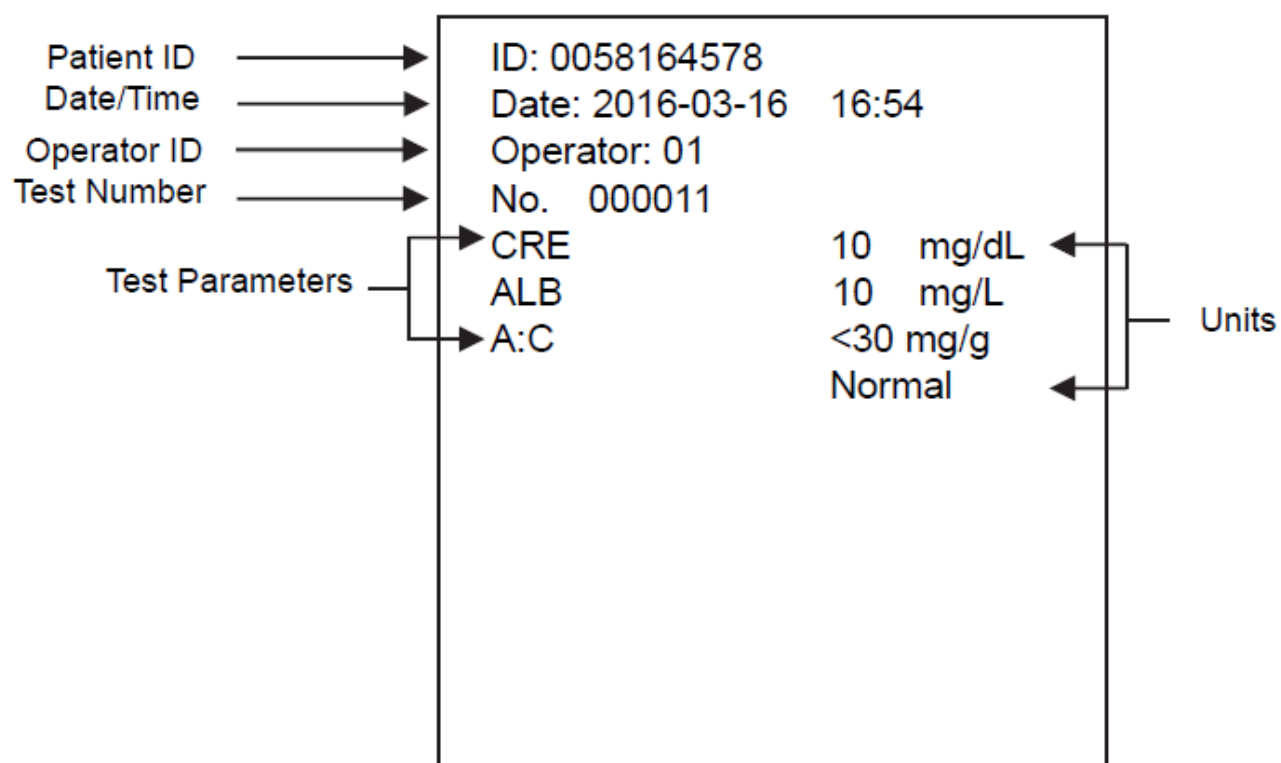 Patient ID
Date/Time
Operator ID
Test Number
Test Parameters
ID: 0058164578
Date: 2016-03-16 16:54
Operator: 01
No. 000011
CRE 10 mg/dL
ALB 10 mg/L
A:C <30 mg/g
Normal
Units